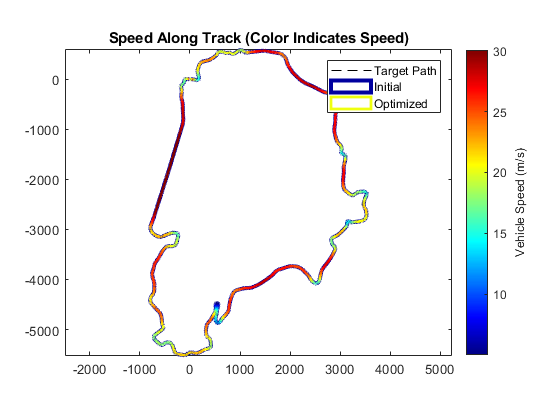 Speed Along Track (Color Indicates Speed)
Target Path
Initial
Optimized
0
-1000
-2000
-3000
-4000
-5000
-2000 -1000 0 1000 2000 3000 4000 5000
30
25
20
15
10
Vehicle Speed (m/s)